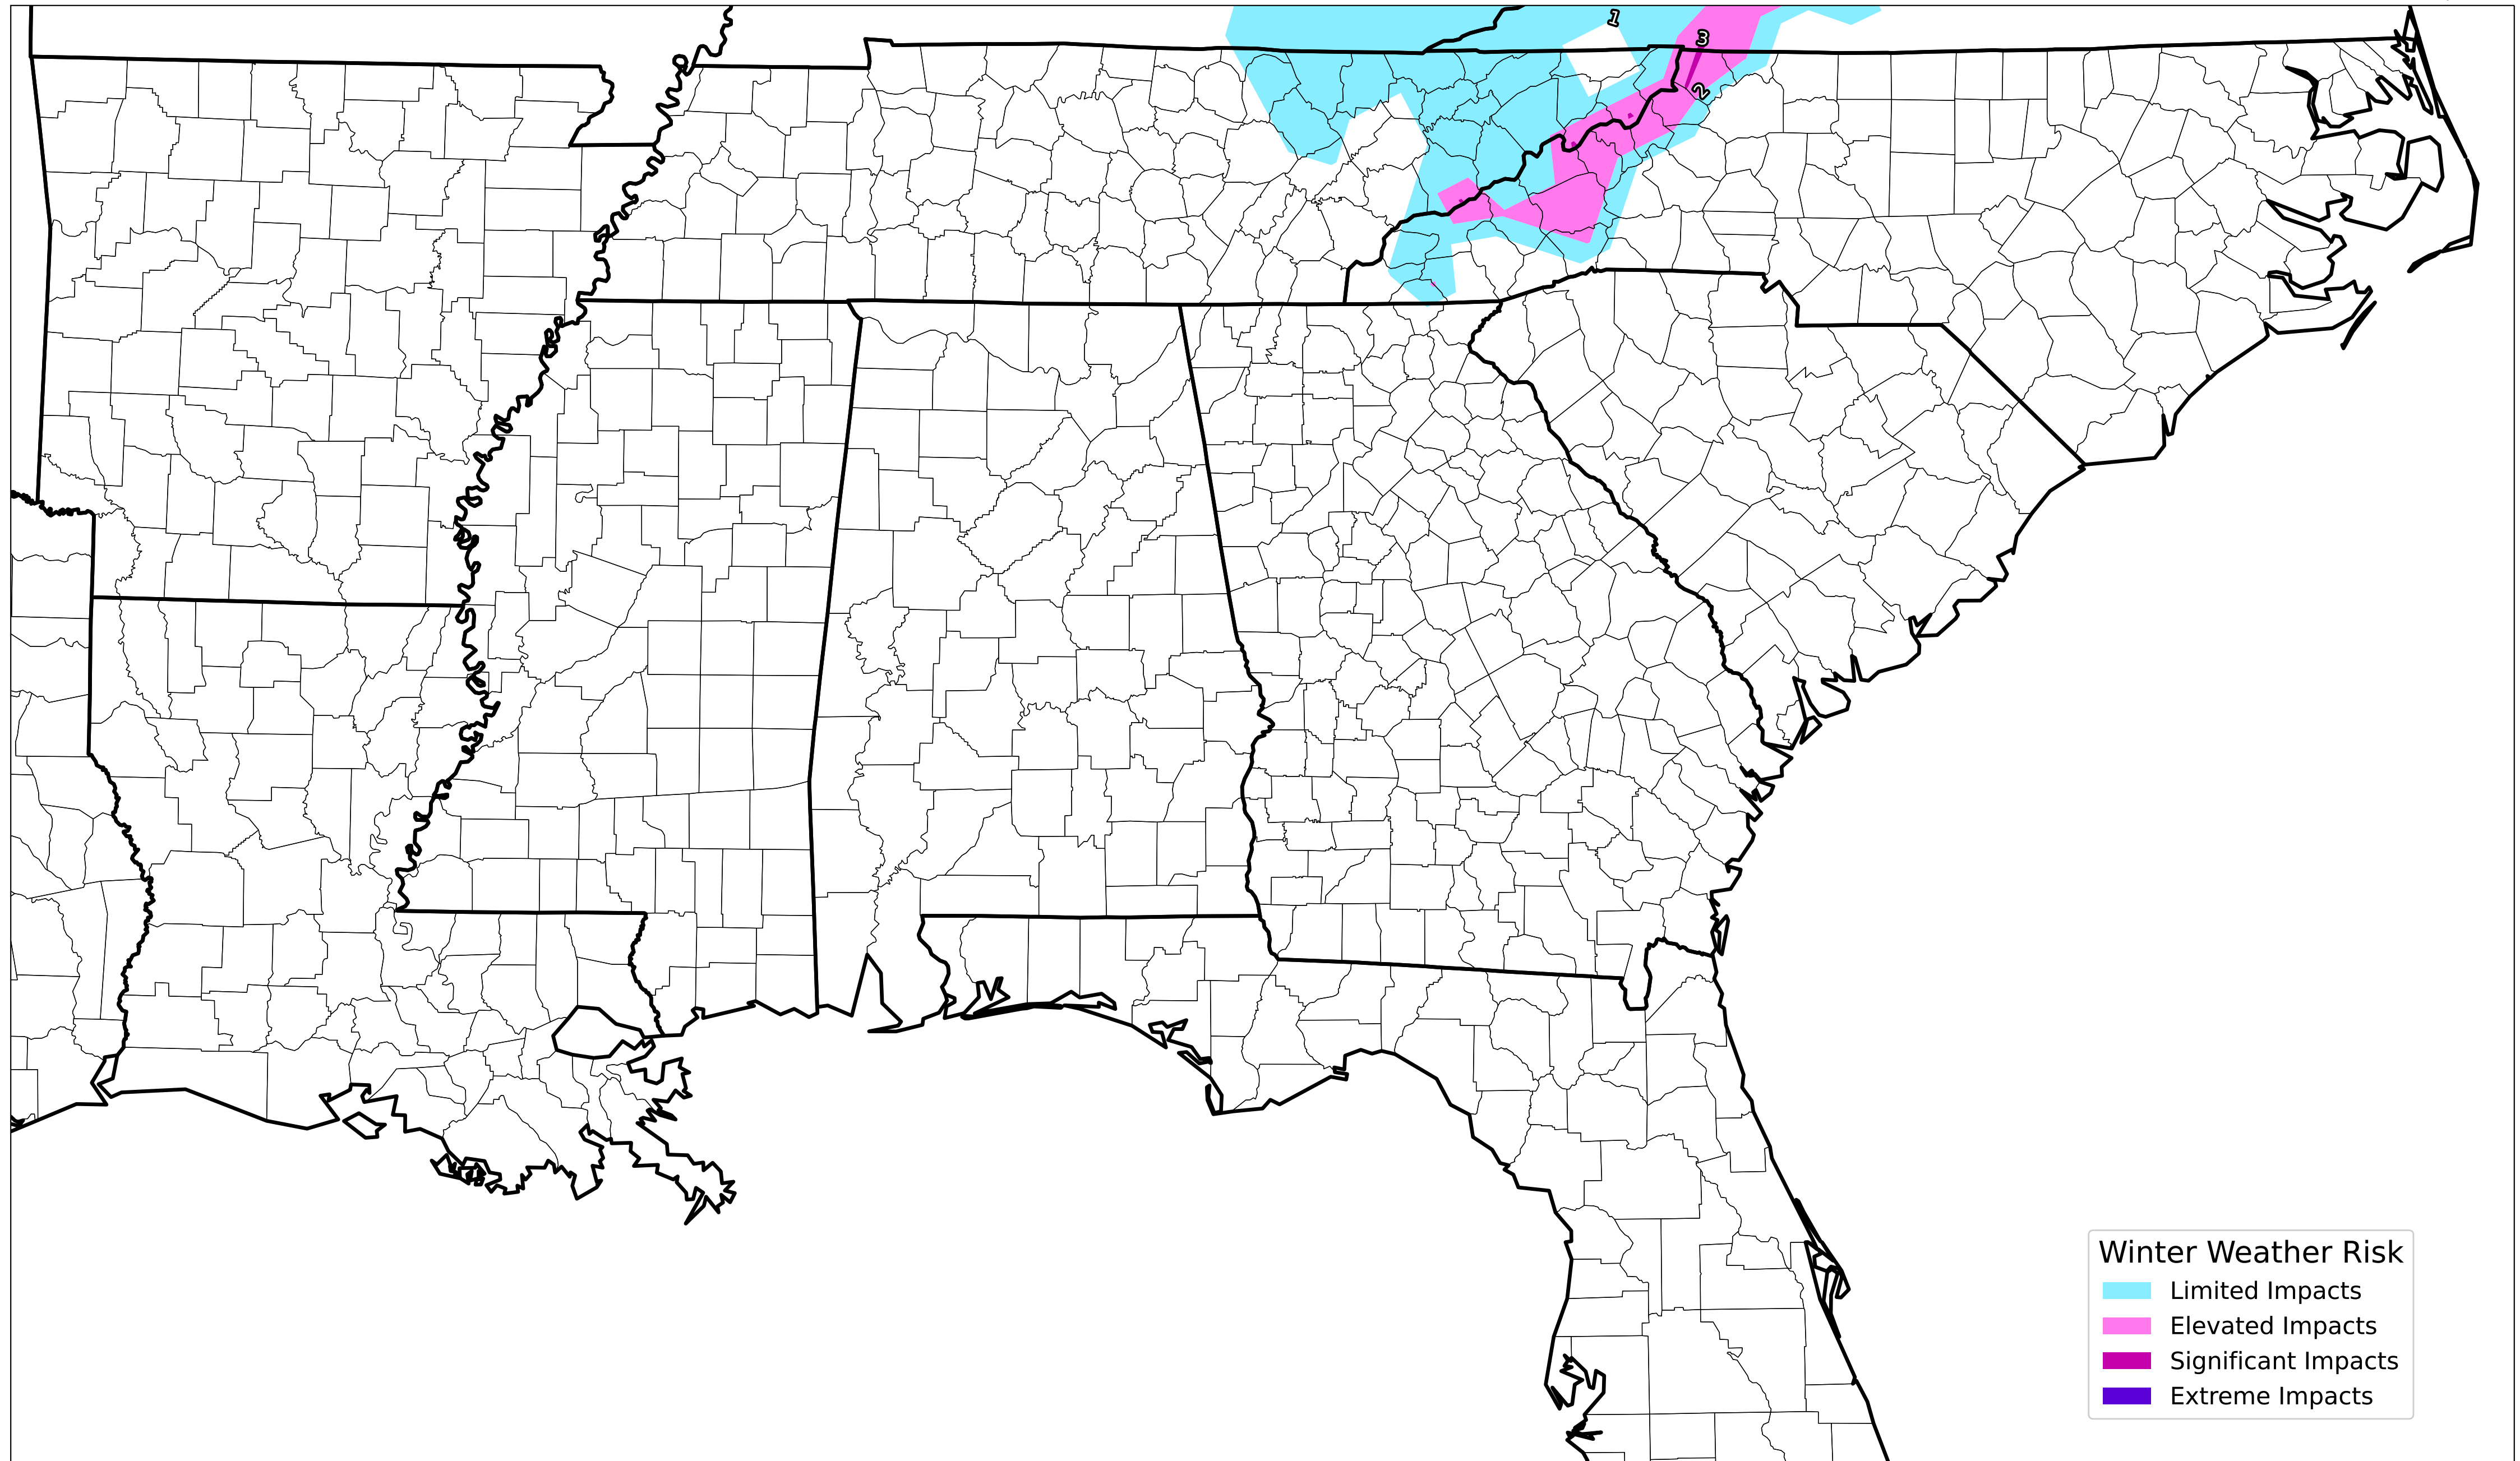 1
3
2
Winter Weather Risk
Limited Impacts
Elevated Impacts
Significant Impacts
Extreme Impacts